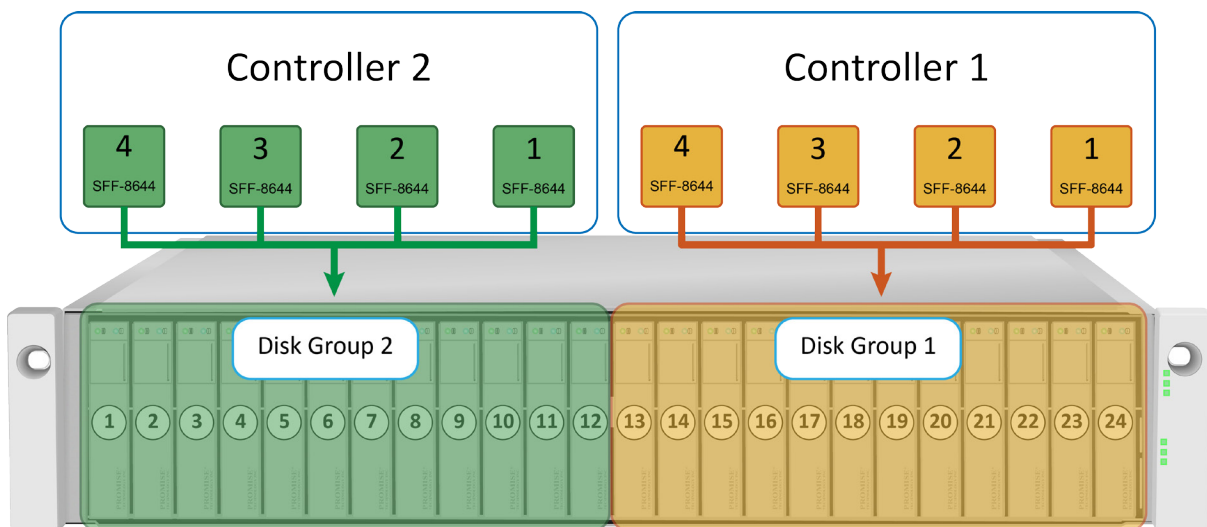 Controller 2
Controller 1
4 3 2 1
SFF-8644 SFF-8644 SFF-8644 SFF-8644
4 3 2 1
SFF-8644 SFF-8644 SFF-8644 SFF-8644
Disk Group 2
Disk Group 1
1 2 3 4 5 6 7 8 9 10 11 12 13 14 15 16 17 18 19 20 21 22 23 24